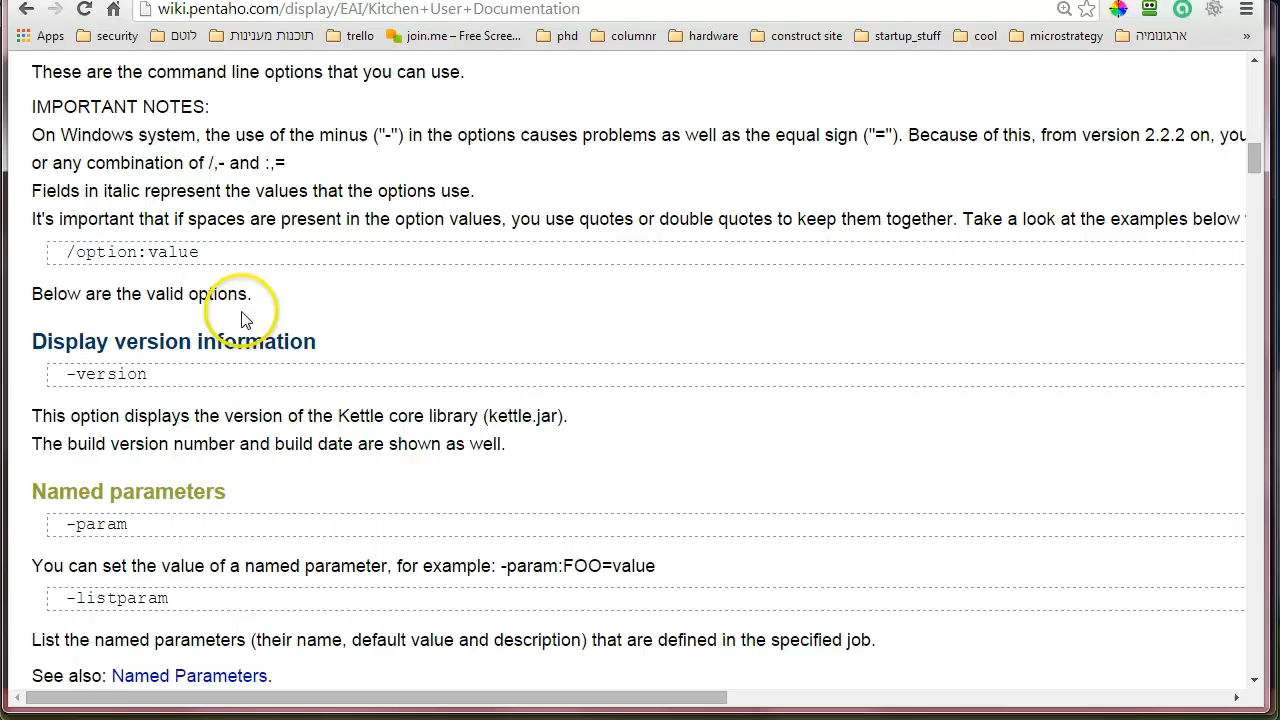 wiki.pentaho.com/display/EAI/Kitchen+User+Documentation
Apps security לוטם תוכנות מענינות trello join.me – Free Scree... phd columnr hardware construct site startup_stuff cool microstrategy ארגונומיה »
These are the command line options that you can use.
IMPORTANT NOTES:
On Windows system, the use of the minus ("-") in the options causes problems as well as the equal sign ("="). Because of this, from version 2.2.2 on, you
or any combination of /,- and :,=
Fields in italic represent the values that the options use.
It's important that if spaces are present in the option values, you use quotes or double quotes to keep them together. Take a look at the examples below
/option:value
Below are the valid options.
Display version information
-version
This option displays the version of the Kettle core library (kettle.jar).
The build version number and build date are shown as well.
Named parameters
-param
You can set the value of a named parameter, for example: -param:FOO=value
-listparam
List the named parameters (their name, default value and description) that are defined in the specified job.
See also: Named Parameters.